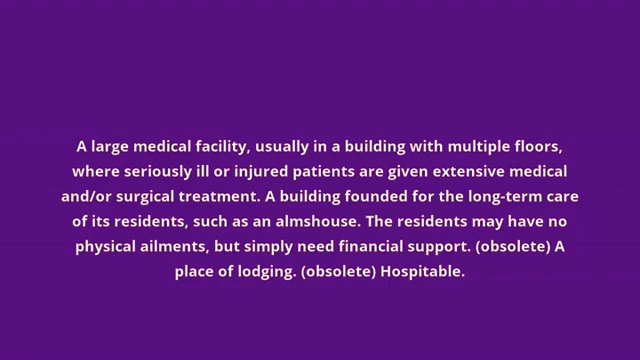 A large medical facility, usually in a building with multiple floors,
where seriously ill or injured patients are given extensive medical
and/or surgical treatment. A building founded for the long-term care
of its residents, such as an almshouse. The residents may have no
physical ailments, but simply need financial support. (obsolete) A
place of lodging. (obsolete) Hospitable.